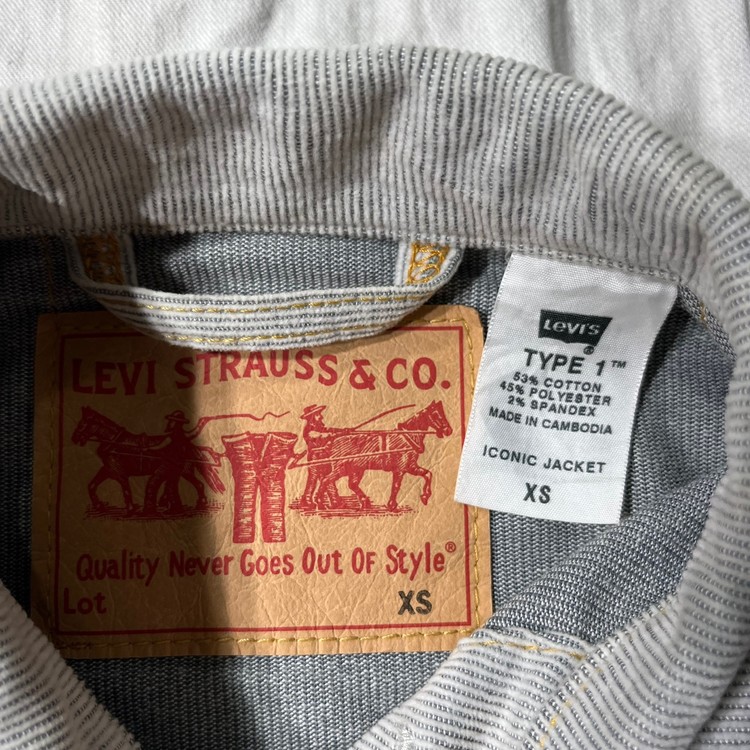 LEVI STRAUSS & CO.
Quality Never Goes Out Of Style®
Lot XS
Levi's®
TYPE 1™
53% COTTON
45% POLYESTER
2% SPANDEX
MADE IN CAMBODIA
ICONIC JACKET
XS